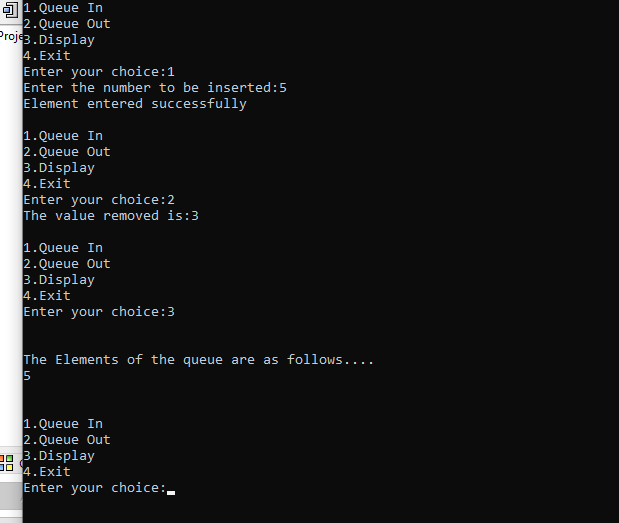 1.Queue In
2.Queue Out
Proje
3.Display
4.Exit
Enter your choice:1
Enter the number to be inserted:5
Element entered successfully
1.Queue In
2.Queue Out
3.Display
4.Exit
Enter your choice:2
The value removed is:3
1.Queue In
2.Queue Out
3.Display
4.Exit
Enter your choice:3
The Elements of the queue are as follows....
5
1.Queue In
2.Queue Out
3.Display
4.Exit
Enter your choice: